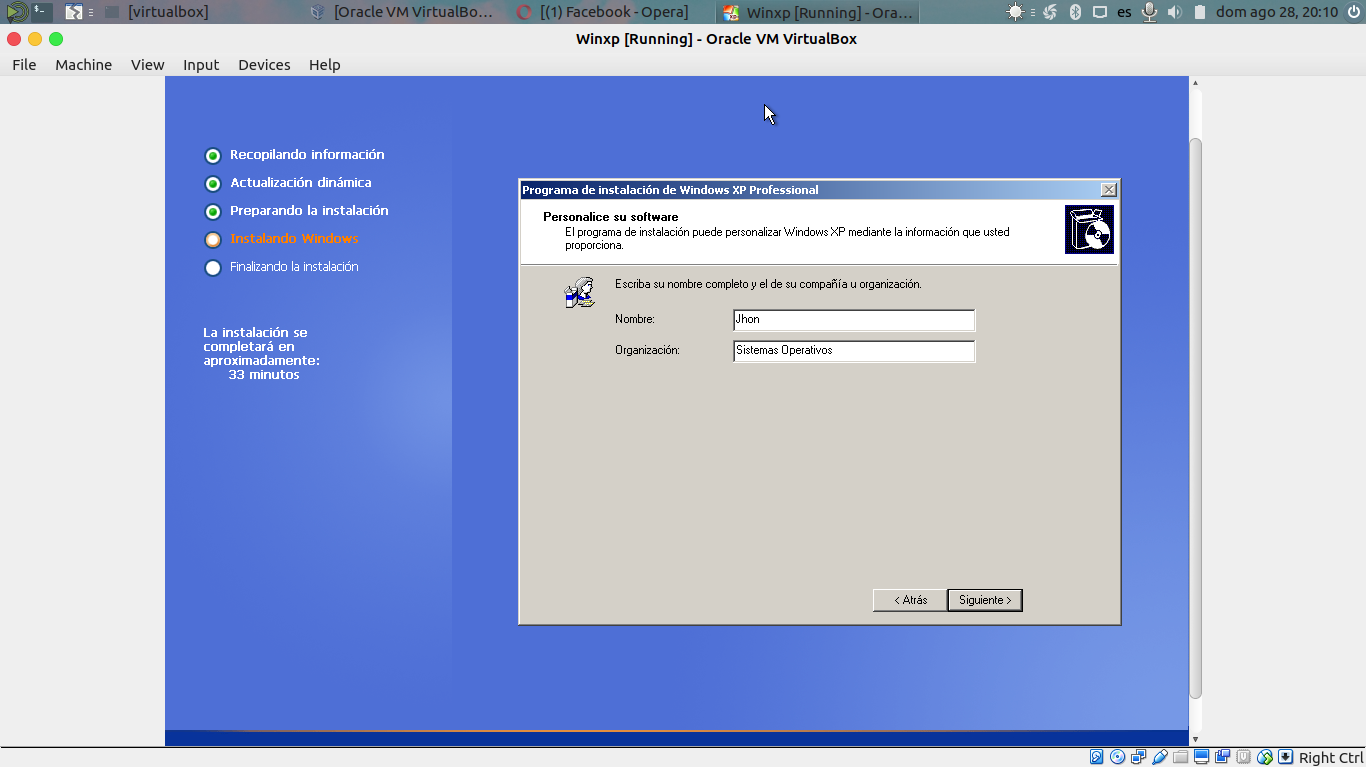 [virtualbox]
[Oracle VM VirtualBo...
[(1) Facebook - Opera]
Winxp [Running] - Ora...
es
dom ago 28, 20:10
Winxp [Running] - Oracle VM VirtualBox
File Machine View Input Devices Help
Recopilando información
Actualización dinámica
Preparando la instalación
Instalando Windows
Finalizando la instalación
La instalación se
completará en
aproximadamente:
33 minutos
Programa de instalación de Windows XP Professional
Personalice su software
El programa de instalación puede personalizar Windows XP mediante la información que usted
proporciona.
Escriba su nombre completo y el de su compañía u organización.
Nombre: Jhon
Organización: Sistemas Operativos
< Atrás Siguiente >
Right Ctrl